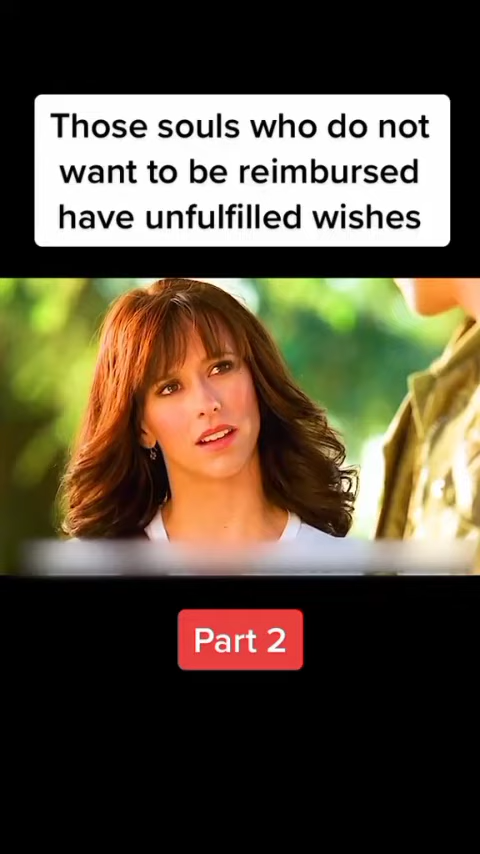 Those souls who do not
want to be reimbursed
have unfulfilled wishes
Part 2